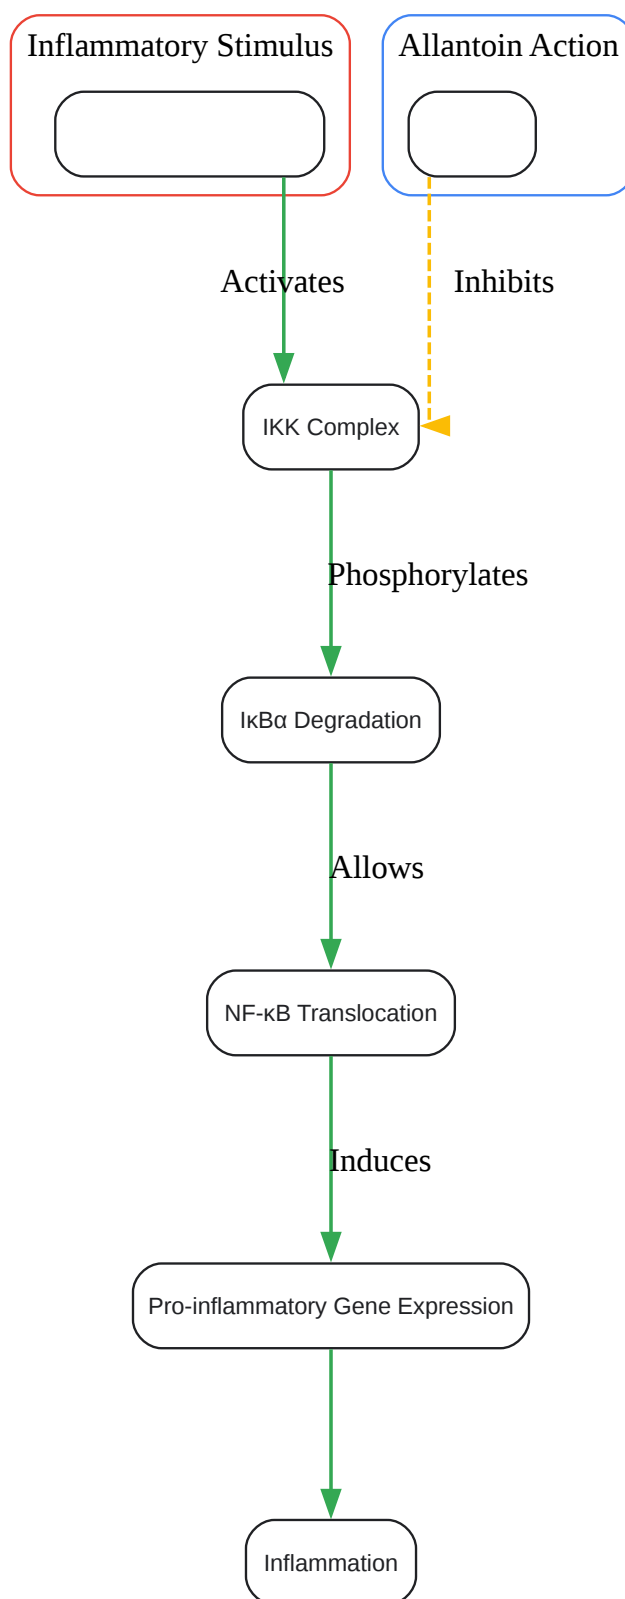 Inflammatory Stimulus
Allantoin Action
Activates
Inhibits
IKK Complex
Phosphorylates
IκBα Degradation
Allows
NF-κB Translocation
Induces
Pro-inflammatory Gene Expression
Inflammation